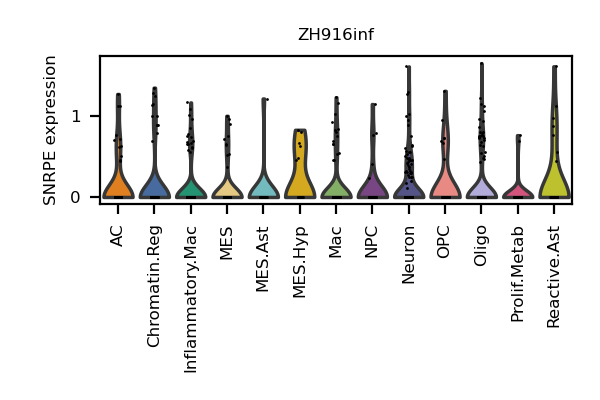 ZH916inf
SNRPE expression
1
0
AC
Chromatin.Reg
Inflammatory.Mac
MES
MES.Ast
MES.Hyp
Mac
NPC
Neuron
OPC
Oligo
Prolif.Metab
Reactive.Ast